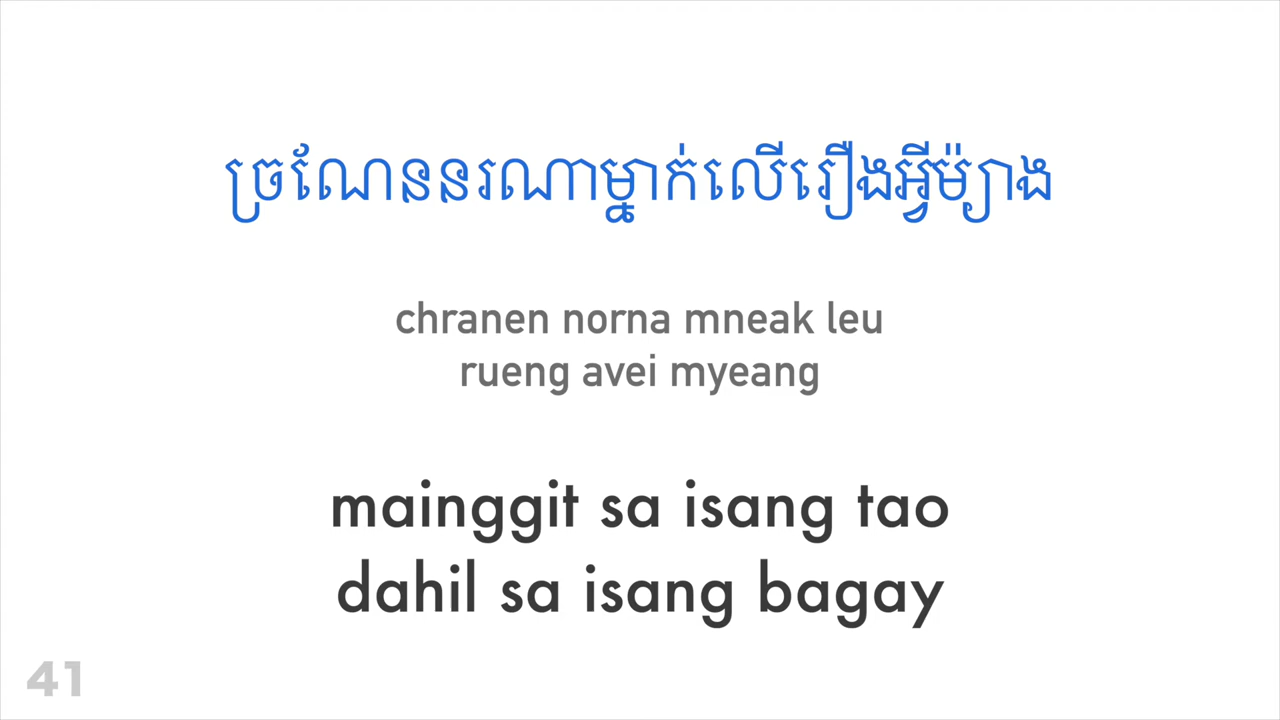 ច្រណែននរណាម្នាក់លើរឿងអ្វីម៉្យាង
chranen norna mneak leu
rueng avei myeang
mainggit sa isang tao
dahil sa isang bagay
41